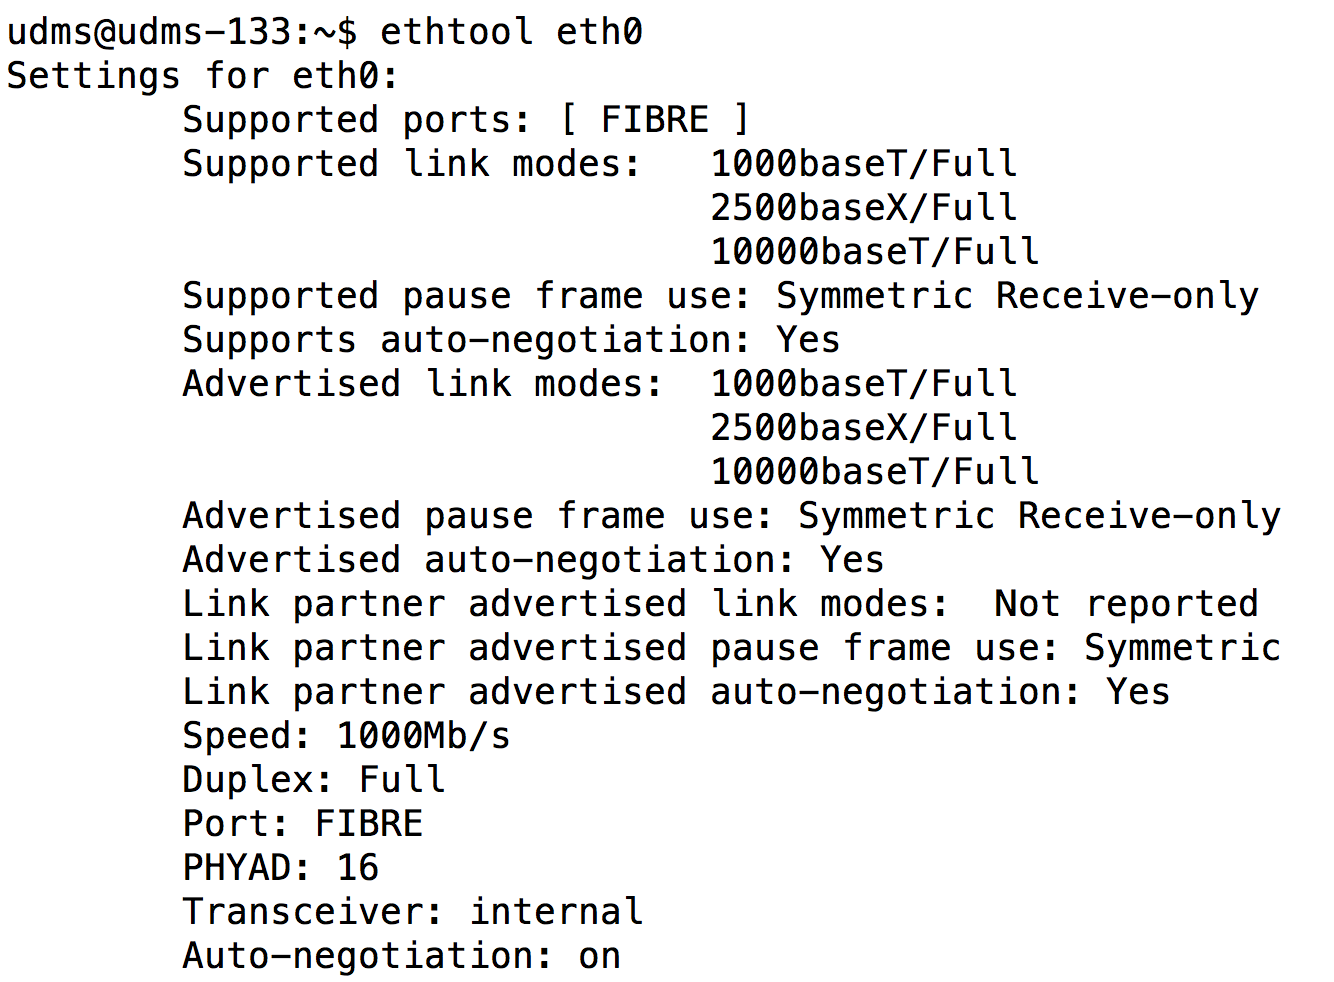 udms@udms-133:~$ ethtool eth0
Settings for eth0:
Supported ports: [ FIBRE ]
Supported link modes: 1000baseT/Full
2500baseX/Full
10000baseT/Full
Supported pause frame use: Symmetric Receive-only
Supports auto-negotiation: Yes
Advertised link modes: 1000baseT/Full
2500baseX/Full
10000baseT/Full
Advertised pause frame use: Symmetric Receive-only
Advertised auto-negotiation: Yes
Link partner advertised link modes: Not reported
Link partner advertised pause frame use: Symmetric
Link partner advertised auto-negotiation: Yes
Speed: 1000Mb/s
Duplex: Full
Port: FIBRE
PHYAD: 16
Transceiver: internal
Auto-negotiation: on